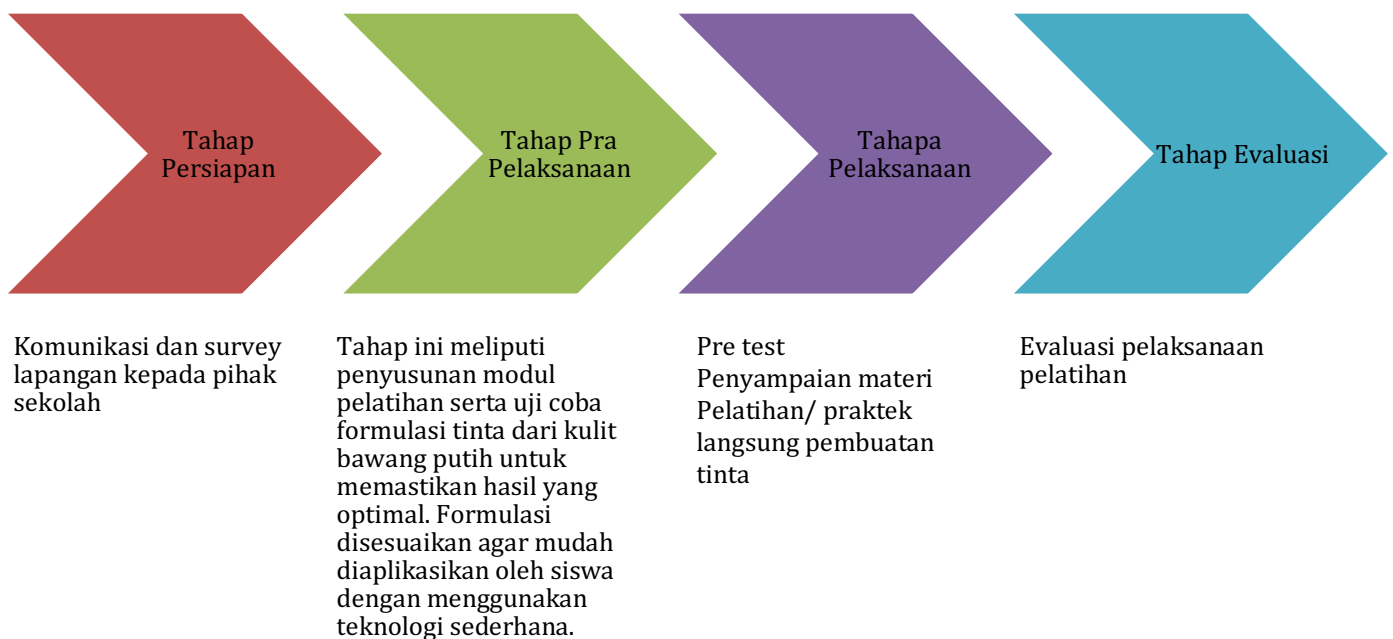 Tahap
Persiapan
Tahap Pra
Pelaksanaan
Tahapa
Pelaksanaan
Tahap Evaluasi
Komunikasi dan survey
lapangan kepada pihak
sekolah
Tahap ini meliputi
penyusunan modul
pelatihan serta uji coba
formulasi tinta dari kulit
bawang putih untuk
memastikan hasil yang
optimal. Formulasi
disesuaikan agar mudah
diaplikasikan oleh siswa
dengan menggunakan
teknologi sederhana.
Pre test
Penyampaian materi
Pelatihan/ praktek
langsung pembuatan
tinta
Evaluasi pelaksanaan
pelatihan